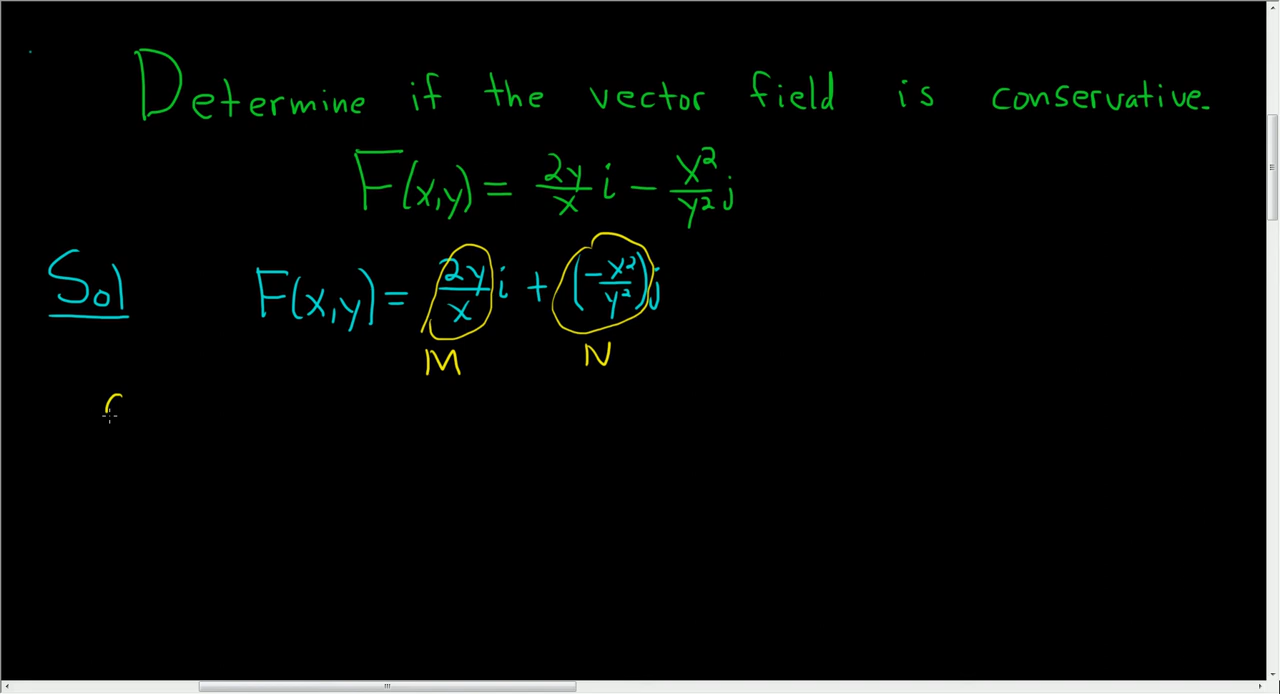 Determine if the vector field is conservative.
F(x,y) = 2y/x i - x²/y² j
Sol F(x,y) = 2y/x i + (-x²/y²) j
M N